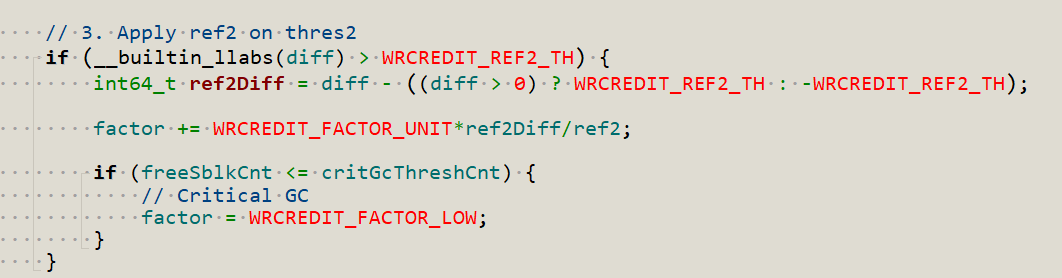 // 3. Apply ref2 on thres2
if (__builtin_llabs(diff) > WRCREDIT_REF2_TH) {
int64_t ref2Diff = diff - ((diff > 0) ? WRCREDIT_REF2_TH : -WRCREDIT_REF2_TH);
factor += WRCREDIT_FACTOR_UNIT*ref2Diff/ref2;
if (freeSblkCnt <= critGcThreshCnt) {
// Critical GC
factor = WRCREDIT_FACTOR_LOW;
}
}